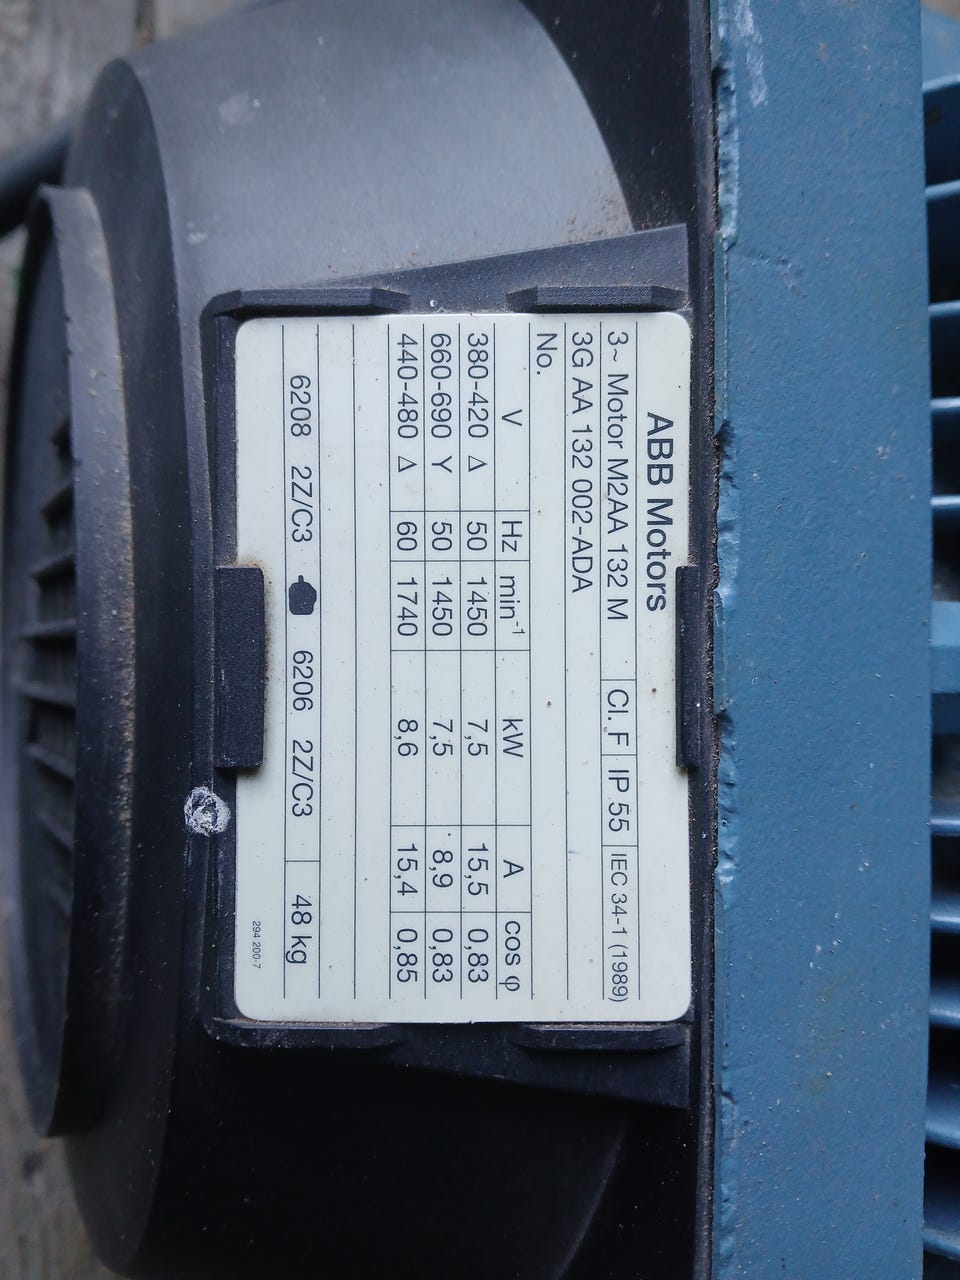 ABB Motors
3~ Motor M2AA 132 M Cl. F IP 55 IEC 34-1 (1989)
3G AA 132 002-ADA
No.
V Hz min⁻¹ kW A cos φ
380-420 Δ 50 1450 7,5 15,5 0,83
660-690 Y 50 1450 7,5 8,9 0,83
440-480 Δ 60 1740 8,6 15,4 0,85
6208 2Z/C3 6206 2Z/C3 48 kg
294 200-7